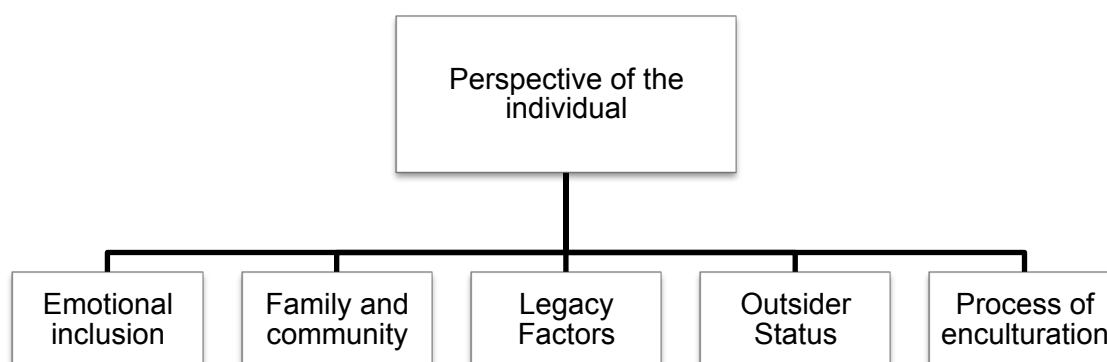 Perspective of the
individual
Emotional
inclusion
Family and
community
Legacy
Factors
Outsider
Status
Process of
enculturation